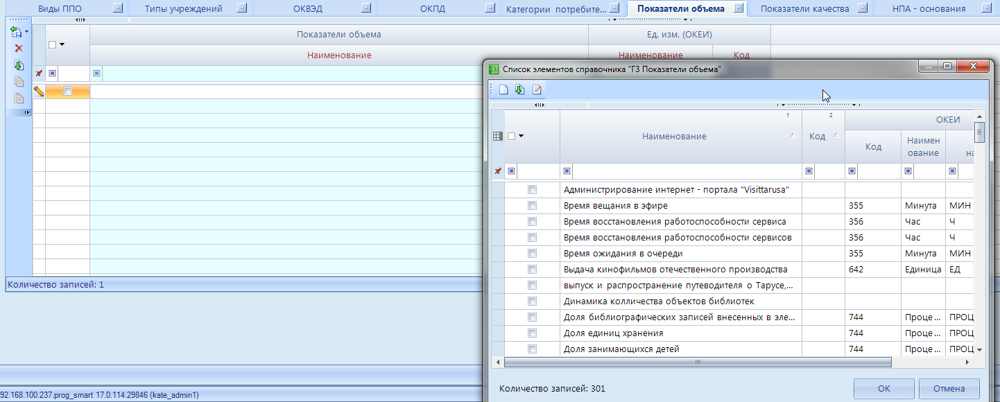 Виды ППО Типы учреждений ОКВЭД ОКПД Категории потребите... Показатели объема Показатели качества НПА - основания
Показатели объема Ед. изм. (ОКЕИ)
Наименование Наименование Код
Количество записей: 1
92.168.100.237.prog_smart 17.0.114.29846 (kate_admin1)
Список элементов справочника "ГЗ Показатели объема"
1 2
ОКЕИ
Наименование Код Код Наимен
ование на
Администрирование интернет - портала "Visittarusa"
Время вещания в эфире 355 Минута МИН
Время восстановления работоспособности сервиса 356 Час Ч
Время восстановления работоспособности сервисов 356 Час Ч
Время ожидания в очереди 355 Минута МИН
Выдача кинофильмов отечественного производства 642 Единица ЕД
выпуск и распространение путеводителя о Тарусе,...
Динамика колличества объектов библиотек
Доля библиографических записей внесенных в эле... 744 Проце... ПРОЦ
Доля единиц хранения 744 Проце... ПРОЦ
Доля занимающихся детей 744 Проце... ПРОЦ
Количество записей: 301
ОК Отмена